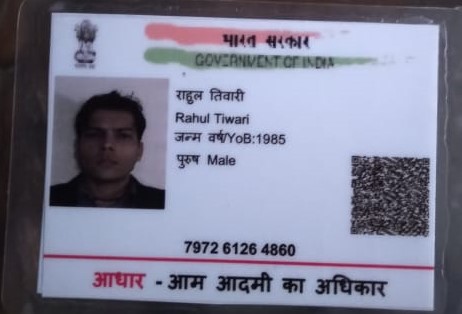 भारत सरकार
GOVERNMENT OF INDIA
राहुल तिवारी
Rahul Tiwari
जन्म वर्ष/YoB:1985
पुरुष Male
7972 6126 4860
आधार - आम आदमी का अधिकार